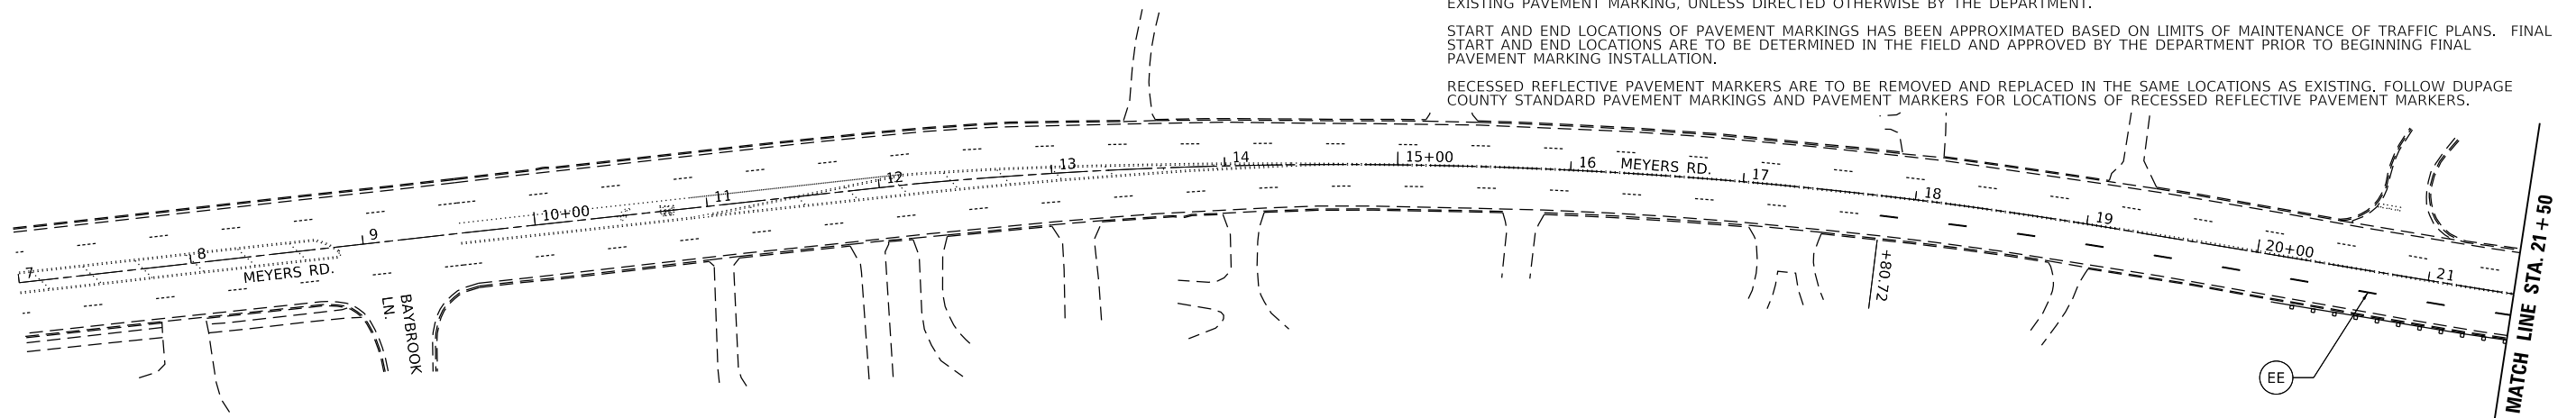 EXISTING PAVEMENT MARKING, UNLESS DIRECTED OTHERWISE BY THE DEPARTMENT.
START AND END LOCATIONS OF PAVEMENT MARKINGS HAS BEEN APPROXIMATED BASED ON LIMITS OF MAINTENANCE OF TRAFFIC PLANS. FINAL
START AND END LOCATIONS ARE TO BE DETERMINED IN THE FIELD AND APPROVED BY THE DEPARTMENT PRIOR TO BEGINNING FINAL
PAVEMENT MARKING INSTALLATION.
RECESSED REFLECTIVE PAVEMENT MARKERS ARE TO BE REMOVED AND REPLACED IN THE SAME LOCATIONS AS EXISTING. FOLLOW DUPAGE
COUNTY STANDARD PAVEMENT MARKINGS AND PAVEMENT MARKERS FOR LOCATIONS OF RECESSED REFLECTIVE PAVEMENT MARKERS.
7
8
9
10+00
11
12
13
14
15+00
16
MEYERS RD.
17
18
19
20+00
21
MEYERS RD.
BAYBROOK
LN.
+80.72
EE
MATCH LINE STA. 21+50